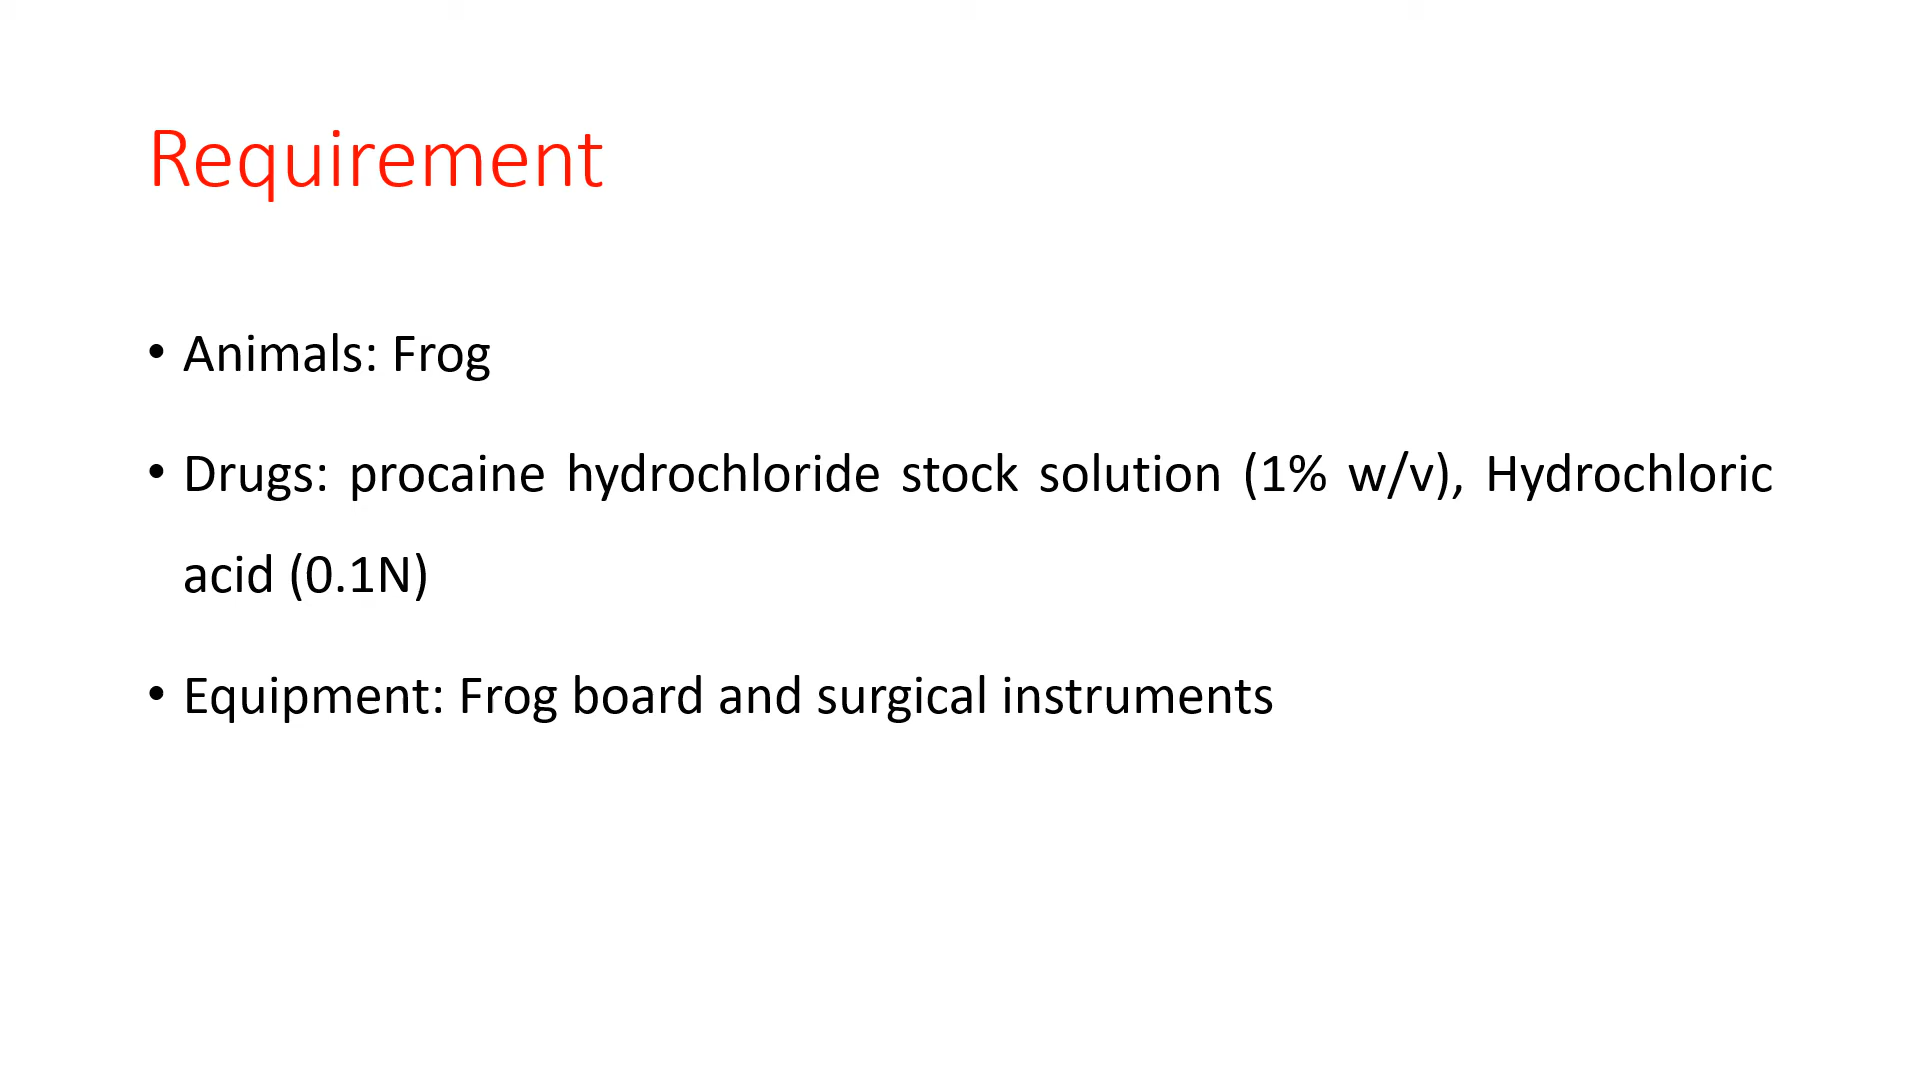 Requirement
• Animals: Frog
• Drugs: procaine hydrochloride stock solution (1% w/v), Hydrochloric
acid (0.1N)
• Equipment: Frog board and surgical instruments